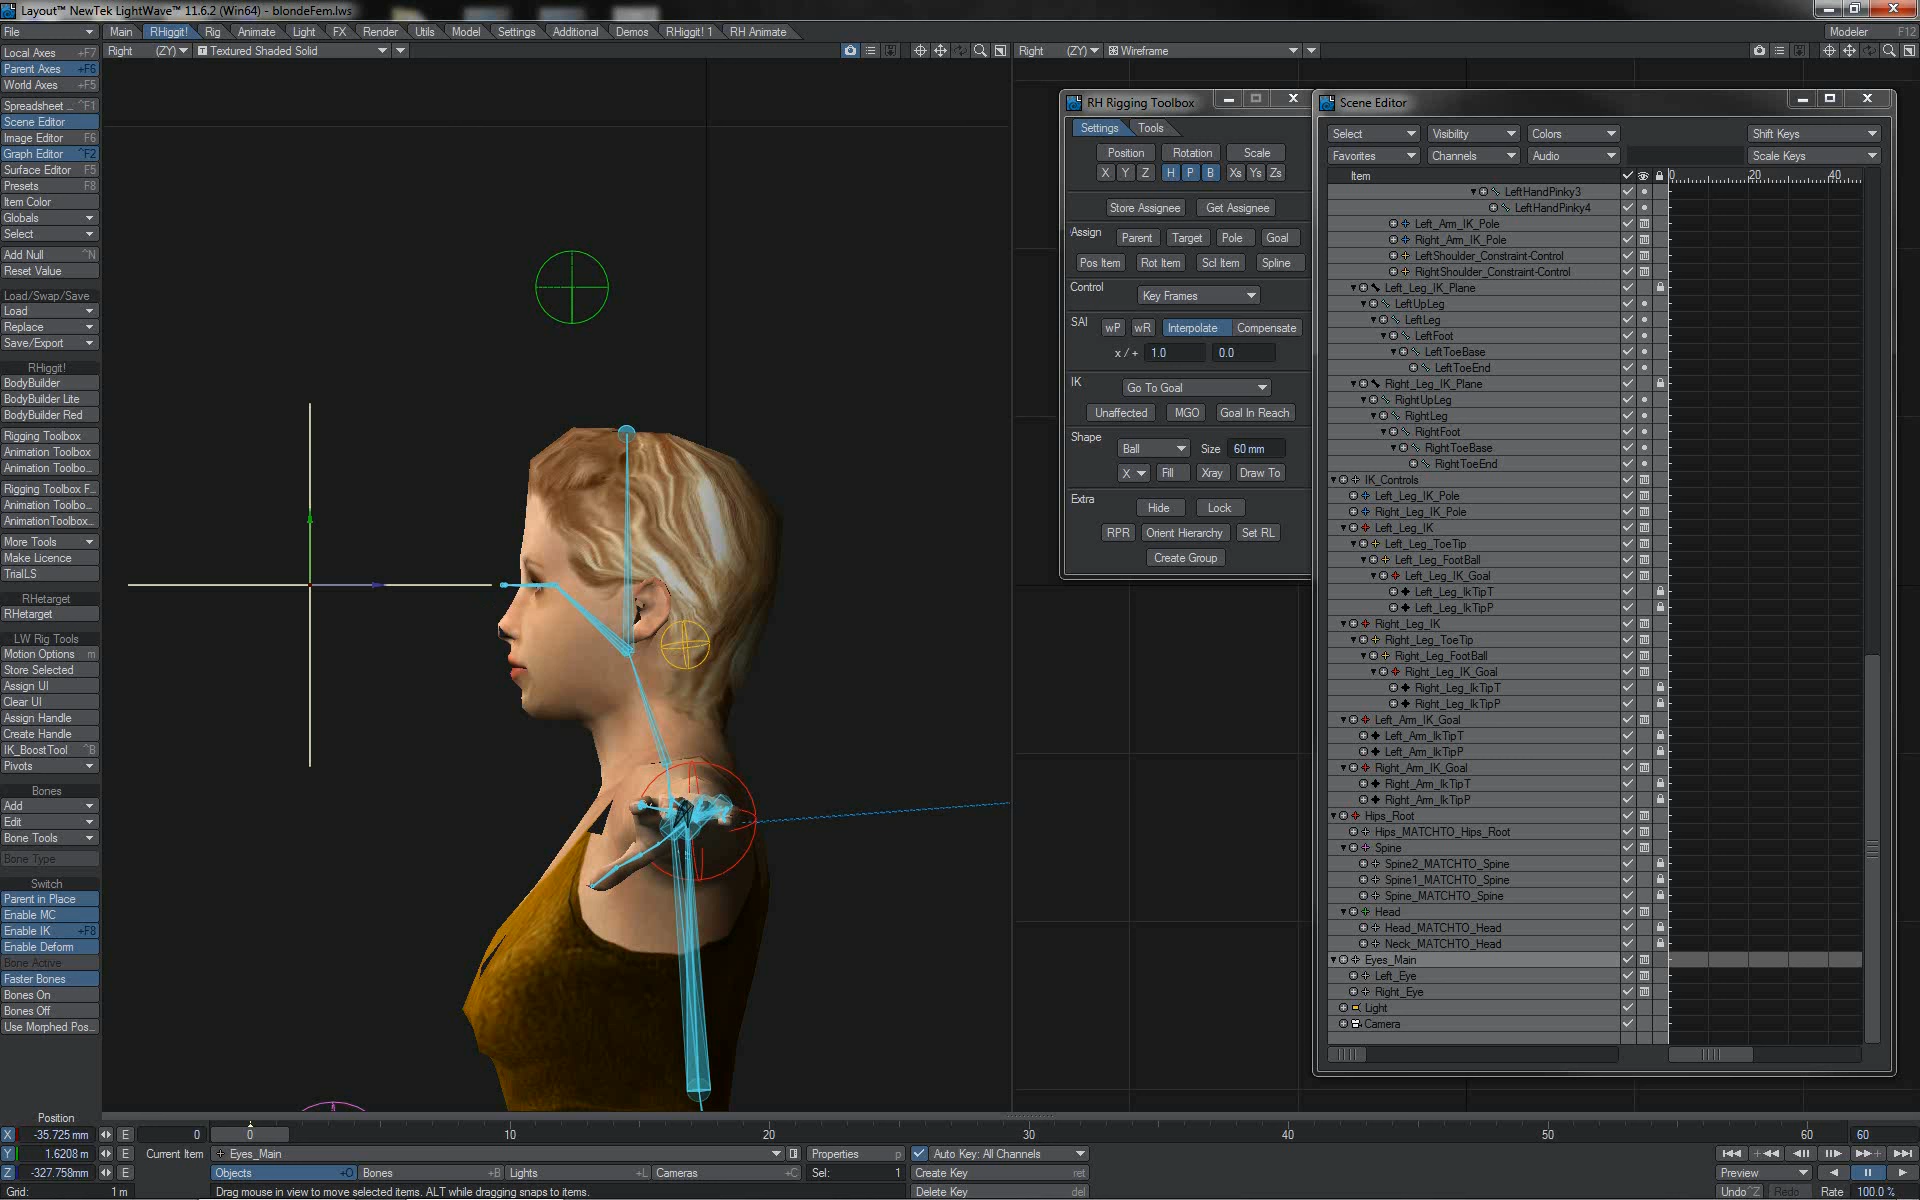 Layout™ NewTek LightWave™ 11.6.2 (Win64) - blondeFem.lws
File Main RHiggit! Rig Animate Light FX Render Utils Model Settings Additional Demos RHiggit! 1 RH Animate Modeler F12
Right (ZY) Textured Shaded Solid
Right (ZY) Wireframe
Local Axes +F7
Parent Axes +F6
World Axes +F5
Spreadsheet ... ^F1
Scene Editor
Image Editor F6
Graph Editor ^F2
Surface Editor F5
Presets F8
Item Color
Globals
Select
Add Null ^N
Reset Value
Load/Swap/Save
Load
Replace
Save/Export
RHiggit!
BodyBuilder
BodyBuilder Lite
BodyBuilder Red
Rigging Toolbox
Animation Toolbox
Animation Toolbo...
Rigging Toolbox F...
Animation Toolbo...
AnimationToolbox...
More Tools
Make Licence
TrialLS
RHetarget
RHetarget
LW Rig Tools
Motion Options m
Store Selected
Assign UI
Clear UI
Assign Handle
Create Handle
IK_BoostTool ^B
Pivots
Bones
Add
Edit
Bone Tools
Bone Type
Switch
Parent in Place
Enable MC
Enable IK +F8
Enable Deform
Bone Active
Faster Bones
Bones On
Bones Off
Use Morphed Pos...
RH Rigging Toolbox
Settings Tools
Position Rotation Scale
X Y Z H P B Xs Ys Zs
Store Assignee Get Assignee
Assign Parent Target Pole Goal
Pos Item Rot Item Scl Item Spline
Control Key Frames
SAI wP wR Interpolate Compensate
x / + 1.0 0.0
IK Go To Goal
Unaffected MGO Goal In Reach
Shape Ball Size 60 mm
X Fill Xray Draw To
Extra Hide Lock
RPR Orient Hierarchy Set RL
Create Group
Scene Editor
Select Visibility Colors Shift Keys
Favorites Channels Audio Scale Keys
Item 0 20 40
LeftHandPinky3
LeftHandPinky4
Left_Arm_IK_Pole
Right_Arm_IK_Pole
LeftShoulder_Constraint-Control
RightShoulder_Constraint-Control
Left_Leg_IK_Plane
LeftUpLeg
LeftLeg
LeftFoot
LeftToeBase
LeftToeEnd
Right_Leg_IK_Plane
RightUpLeg
RightLeg
RightFoot
RightToeBase
RightToeEnd
IK_Controls
Left_Leg_IK_Pole
Right_Leg_IK_Pole
Left_Leg_IK
Left_Leg_ToeTip
Left_Leg_FootBall
Left_Leg_IK_Goal
Left_Leg_IkTipT
Left_Leg_IkTipP
Right_Leg_IK
Right_Leg_ToeTip
Right_Leg_FootBall
Right_Leg_IK_Goal
Right_Leg_IkTipT
Right_Leg_IkTipP
Left_Arm_IK_Goal
Left_Arm_IkTipT
Left_Arm_IkTipP
Right_Arm_IK_Goal
Right_Arm_IkTipT
Right_Arm_IkTipP
Hips_Root
Hips_MATCHTO_Hips_Root
Spine
Spine2_MATCHTO_Spine
Spine1_MATCHTO_Spine
Spine_MATCHTO_Spine
Head
Head_MATCHTO_Head
Neck_MATCHTO_Head
Eyes_Main
Left_Eye
Right_Eye
Light
Camera
Position
X -35.725 mm E 0 0 10 20 30 40 50 60 60
Y 1.6208 m E Current Item Eyes_Main Properties p Auto Key: All Channels
Z -327.758mm E Objects +O Bones +B Lights +L Cameras +C Sel: 1 Create Key ret Preview
Grid: 1 m Drag mouse in view to move selected items. ALT while dragging snaps to items. Delete Key del Undo ^Z Redo Rate 100.0 %